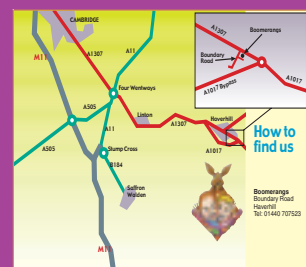 CAMBRIDGE
M11
A1307
A11
Four Wentways
A505
A505
A11
Stump Cross
B184
Saffron
Walden
M11
Linton
A1307
Haverhill
A1017
A1307
Boomerangs
Boundary
Road
A1017
A1017 Bypass
How to
find us
Boomerangs
Boundary Road
Haverhill
Tel: 01440 707523